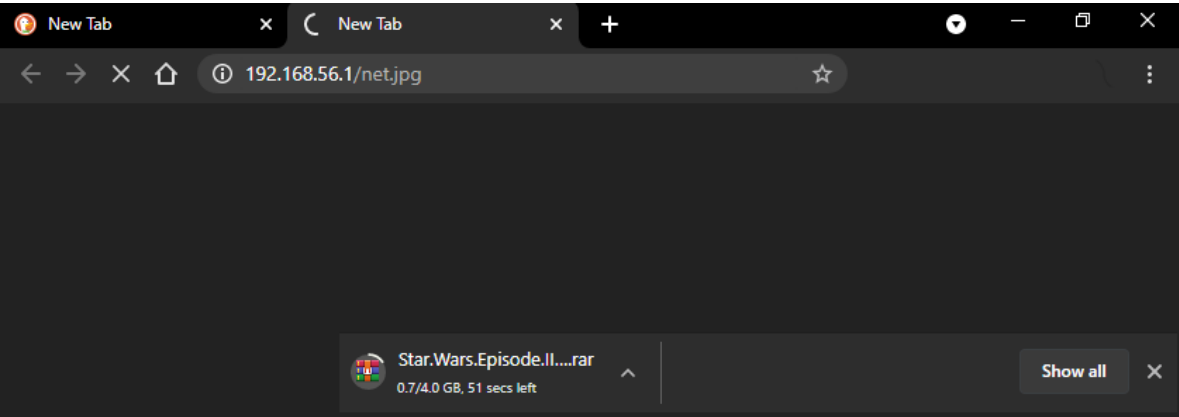 New Tab
New Tab
192.168.56.1/net.jpg
Star.Wars.Episode.II....rar
0.7/4.0 GB, 51 secs left
Show all